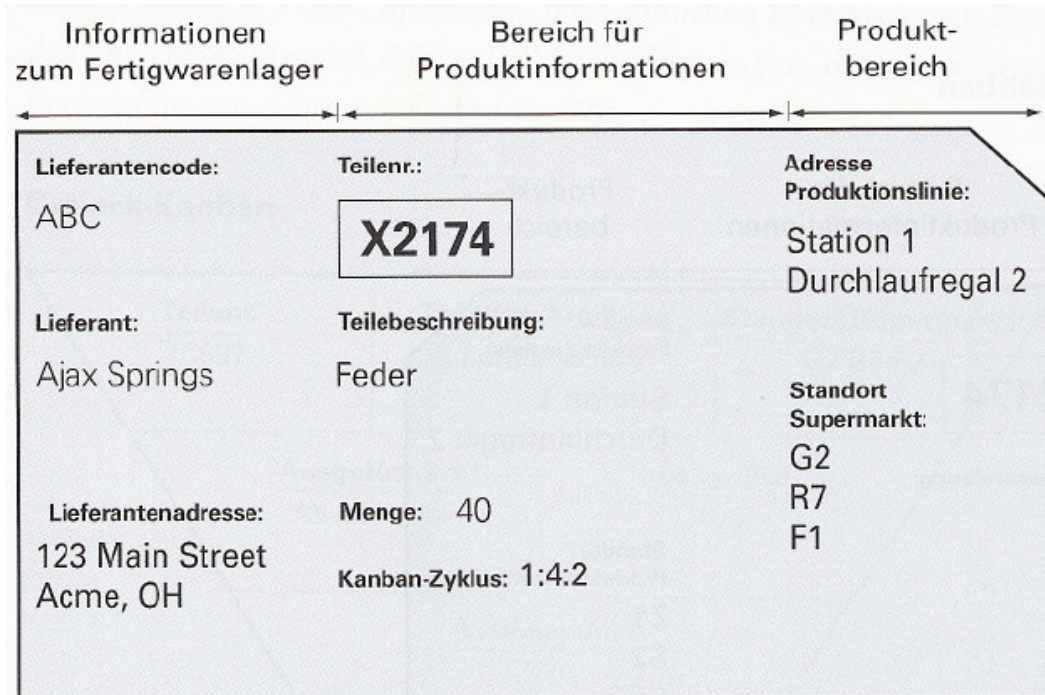 Informationen
zum Fertigwarenlager
Bereich für
Produktinformationen
Produkt-
bereich
Lieferantencode:
ABC
Lieferant:
Ajax Springs
Lieferantenadresse:
123 Main Street
Acme, OH
Teilenr.:
X2174
Teilebeschreibung:
Feder
Menge: 40
Kanban-Zyklus: 1:4:2
Adresse
Produktionslinie:
Station 1
Durchlaufregal 2
Standort
Supermarkt:
G2
R7
F1